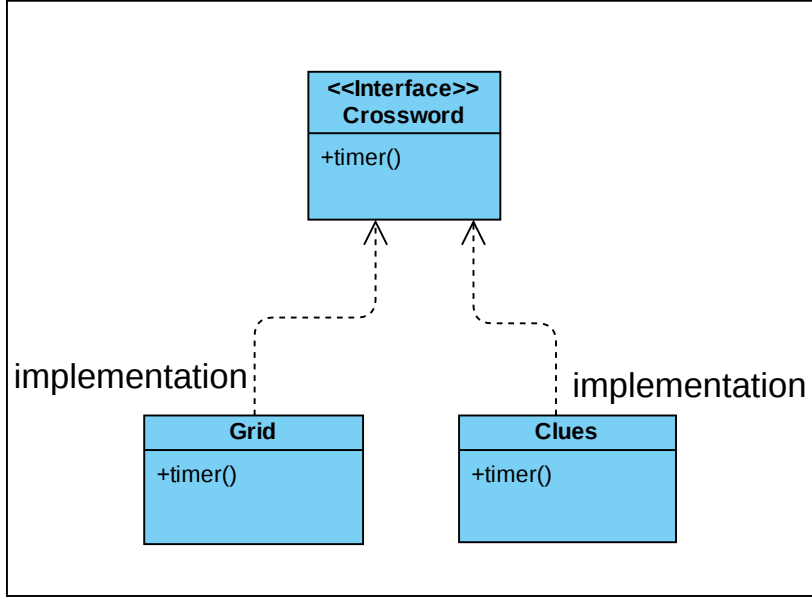 <<Interface>>
Crossword
+timer()
implementation
implementation
Grid
+timer()
Clues
+timer()